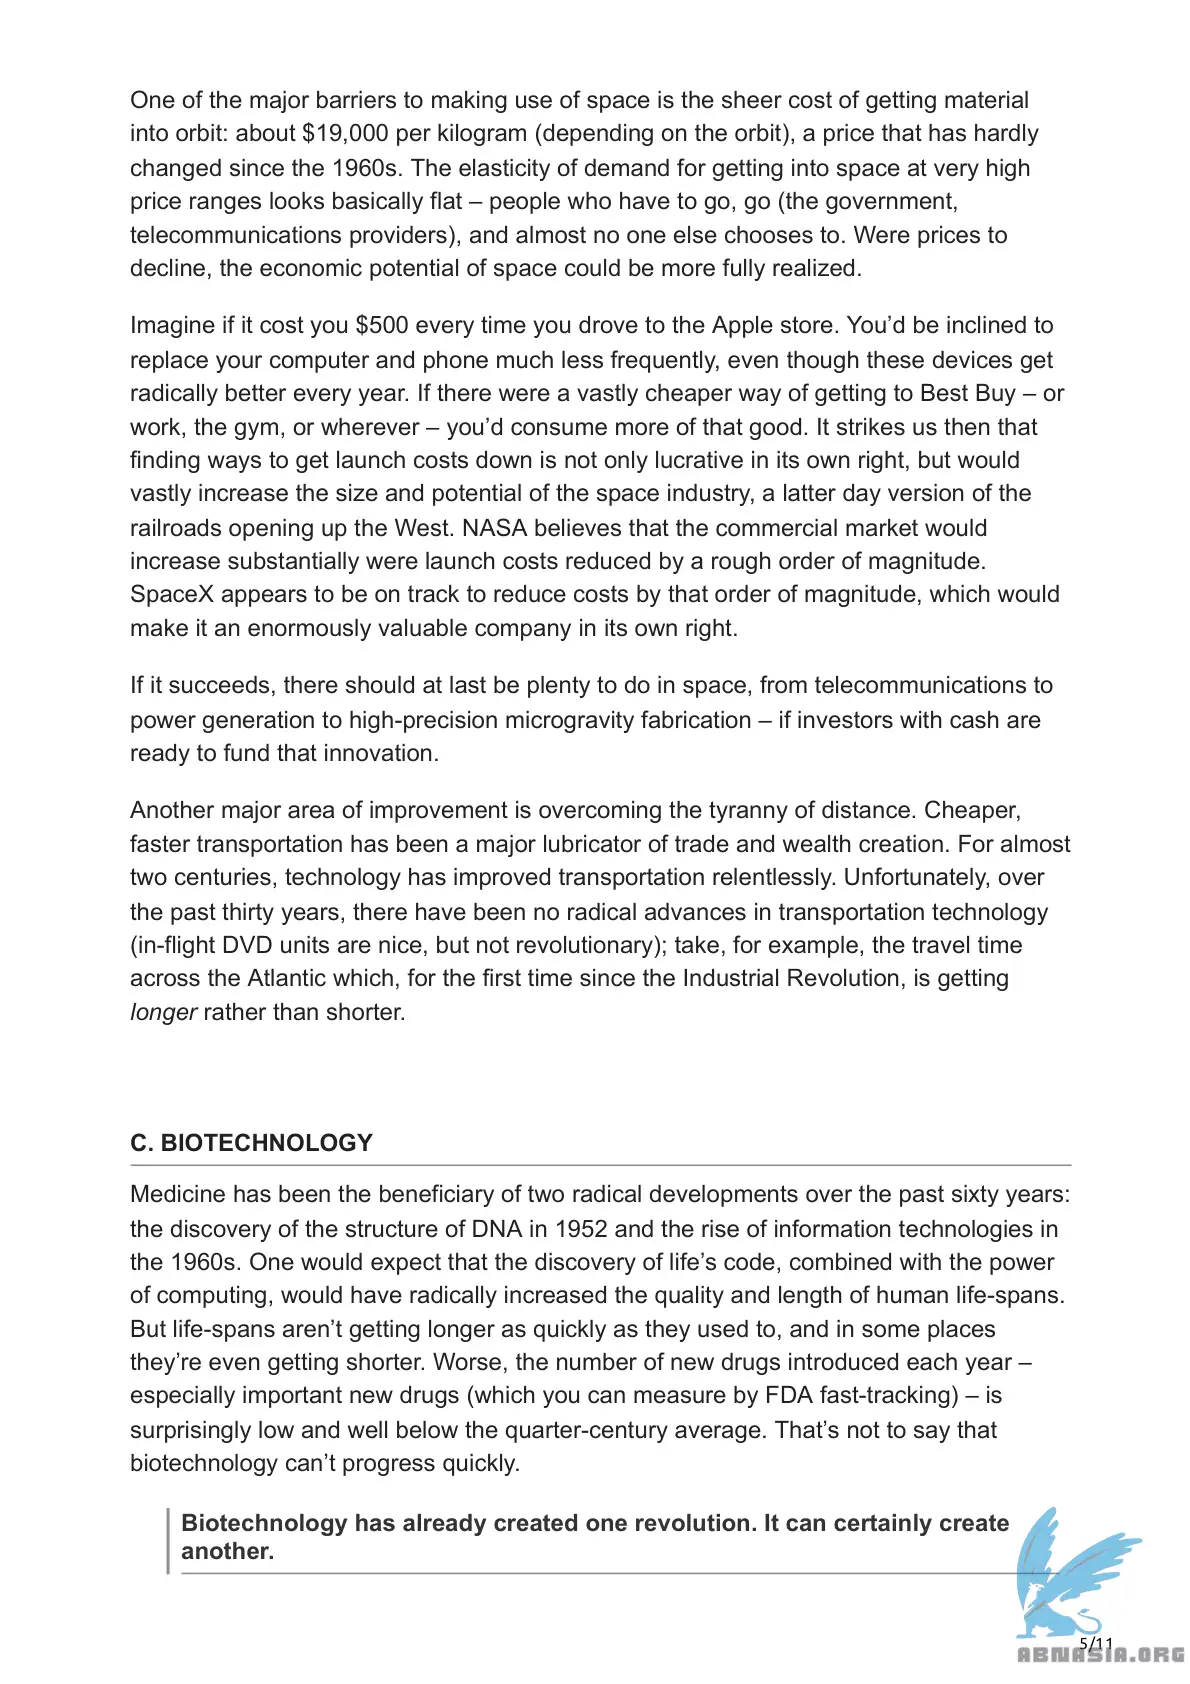 One of the major barriers to making use of space is the sheer cost of getting material
into orbit: about $19,000 per kilogram (depending on the orbit), a price that has hardly
changed since the 1960s. The elasticity of demand for getting into space at very high
price ranges looks basically flat – people who have to go, go (the government,
telecommunications providers), and almost no one else chooses to. Were prices to
decline, the economic potential of space could be more fully realized.
Imagine if it cost you $500 every time you drove to the Apple store. You’d be inclined to
replace your computer and phone much less frequently, even though these devices get
radically better every year. If there were a vastly cheaper way of getting to Best Buy – or
work, the gym, or wherever – you’d consume more of that good. It strikes us then that
finding ways to get launch costs down is not only lucrative in its own right, but would
vastly increase the size and potential of the space industry, a latter day version of the
railroads opening up the West. NASA believes that the commercial market would
increase substantially were launch costs reduced by a rough order of magnitude.
SpaceX appears to be on track to reduce costs by that order of magnitude, which would
make it an enormously valuable company in its own right.
If it succeeds, there should at last be plenty to do in space, from telecommunications to
power generation to high-precision microgravity fabrication – if investors with cash are
ready to fund that innovation.
Another major area of improvement is overcoming the tyranny of distance. Cheaper,
faster transportation has been a major lubricator of trade and wealth creation. For almost
two centuries, technology has improved transportation relentlessly. Unfortunately, over
the past thirty years, there have been no radical advances in transportation technology
(in-flight DVD units are nice, but not revolutionary); take, for example, the travel time
across the Atlantic which, for the first time since the Industrial Revolution, is getting
longer rather than shorter.
C. BIOTECHNOLOGY
Medicine has been the beneficiary of two radical developments over the past sixty years:
the discovery of the structure of DNA in 1952 and the rise of information technologies in
the 1960s. One would expect that the discovery of life’s code, combined with the power
of computing, would have radically increased the quality and length of human life-spans.
But life-spans aren’t getting longer as quickly as they used to, and in some places
they’re even getting shorter. Worse, the number of new drugs introduced each year –
especially important new drugs (which you can measure by FDA fast-tracking) – is
surprisingly low and well below the quarter-century average. That’s not to say that
biotechnology can’t progress quickly.
Biotechnology has already created one revolution. It can certainly create
another.
5/11
ABNASIA.ORG